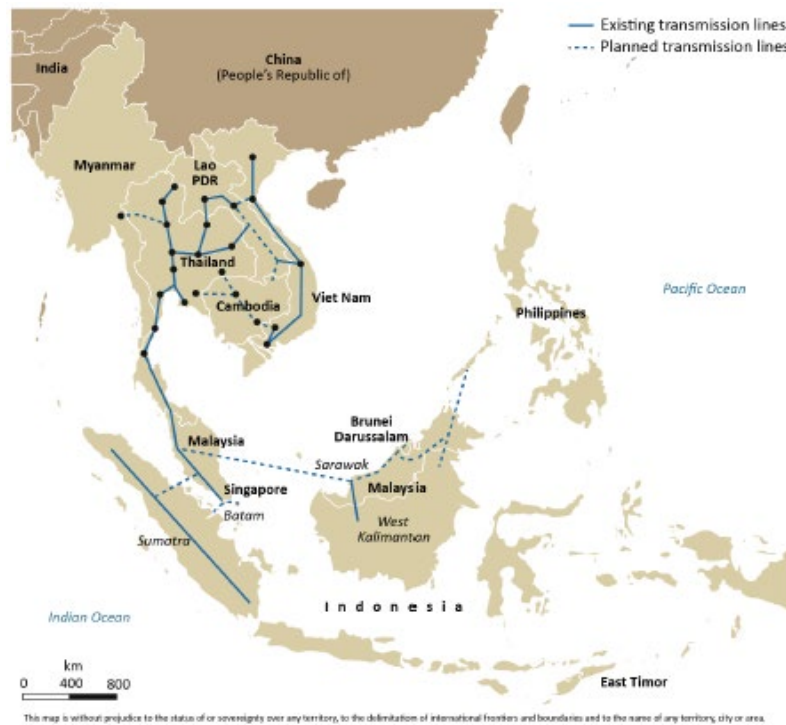 Existing transmission lines
Planned transmission lines
India
China
(People's Republic of)
Myanmar
Lao
PDR
Thailand
Cambodia
Viet Nam
Pacific Ocean
Philippines
Malaysia
Brunei
Darussalam
Sarawak
Malaysia
Singapore
Batam
Sumatra
West
Kalimantan
Indonesia
Indian Ocean
km
0 400 800
East Timor
This map is without prejudice to the status of or sovereignty over any territory, to the delimitation of international frontiers and boundaries and to the name of any territory, city or area.